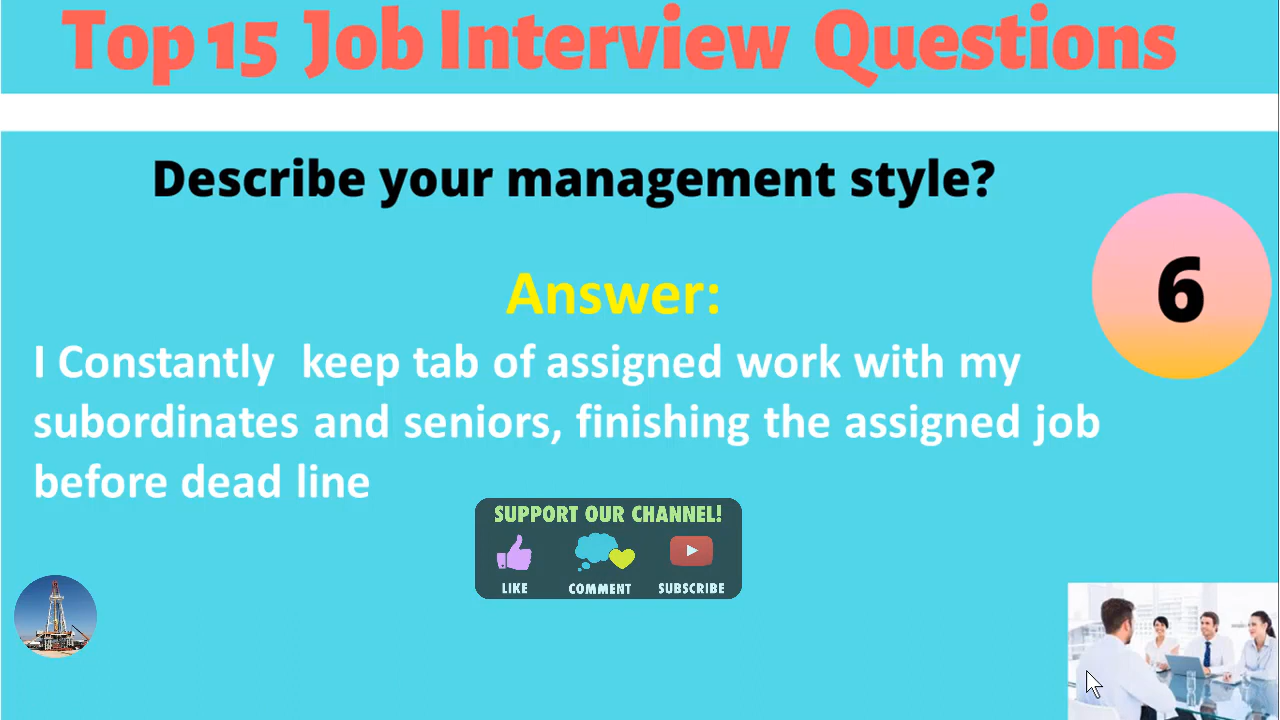 Top 15 Job Interview Questions
Describe your management style?
6
Answer:
I Constantly keep tab of assigned work with my
subordinates and seniors, finishing the assigned job
before dead line
SUPPORT OUR CHANNEL!
LIKE COMMENT SUBSCRIBE